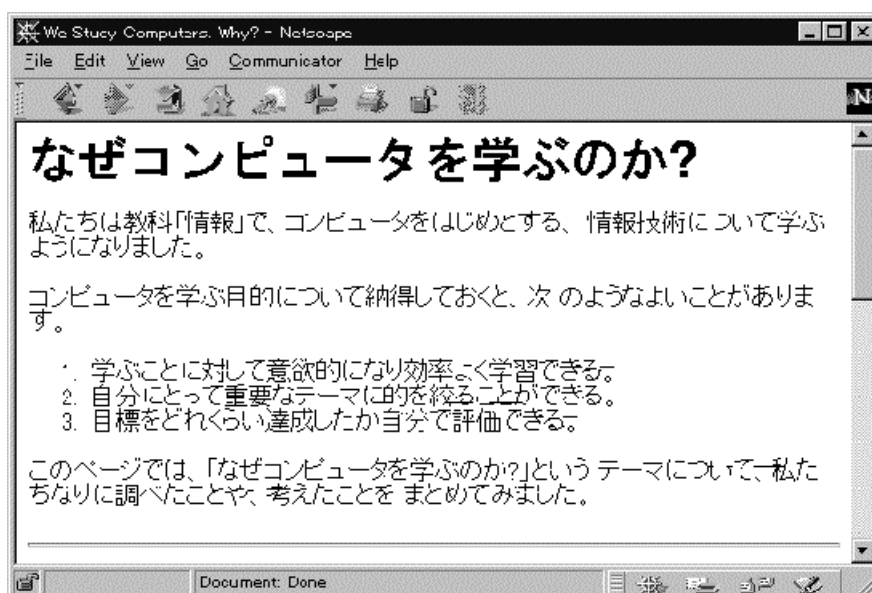 We Study Computers. Why? - Netscape
File Edit View Go Communicator Help
N
なぜコンピュータを学ぶのか?
私たちは教科「情報」で、コンピュータをはじめとする、 情報技術について学ぶ
ようになりました。
コンピュータを学ぶ目的について納得しておくと、次 のようなよいことがありま
す。
1. 学ぶことに対して意欲的になり効率よく学習できる。
2. 自分にとって重要なテーマに的を絞ることができる。
3. 目標をどれくらい達成したか自分で評価できる。
このページでは、「なぜコンピュータを学ぶのか?」という テーマについて、私た
ちなりに調べたことや、考えたことを まとめてみました。
Document: Done